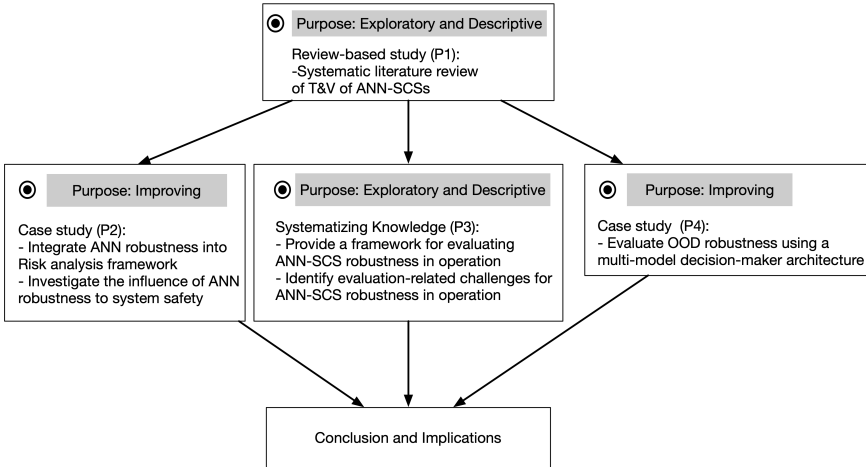 Purpose: Exploratory and Descriptive
Review-based study (P1):
-Systematic literature review
of T&V of ANN-SCSs
Purpose: Improving
Case study (P2):
- Integrate ANN robustness into
Risk analysis framework
- Investigate the influence of ANN
robustness to system safety
Purpose: Exploratory and Descriptive
Systematizing Knowledge (P3):
- Provide a framework for evaluating
ANN-SCS robustness in operation
- Identify evaluation-related challenges for
ANN-SCS robustness in operation
Purpose: Improving
Case study (P4):
- Evaluate OOD robustness using a
multi-model decision-maker architecture
Conclusion and Implications